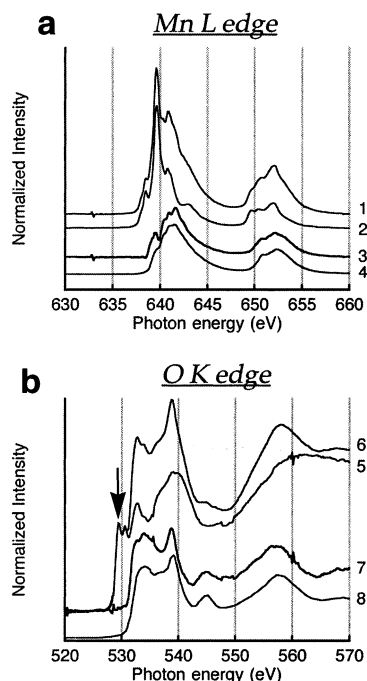 a Mn L edge
Normalized Intensity
1
2
3
4
630 635 640 645 650 655 660
Photon energy (eV)
b O K edge
Normalized Intensity
6
5
7
8
520 530 540 550 560 570
Photon energy (eV)